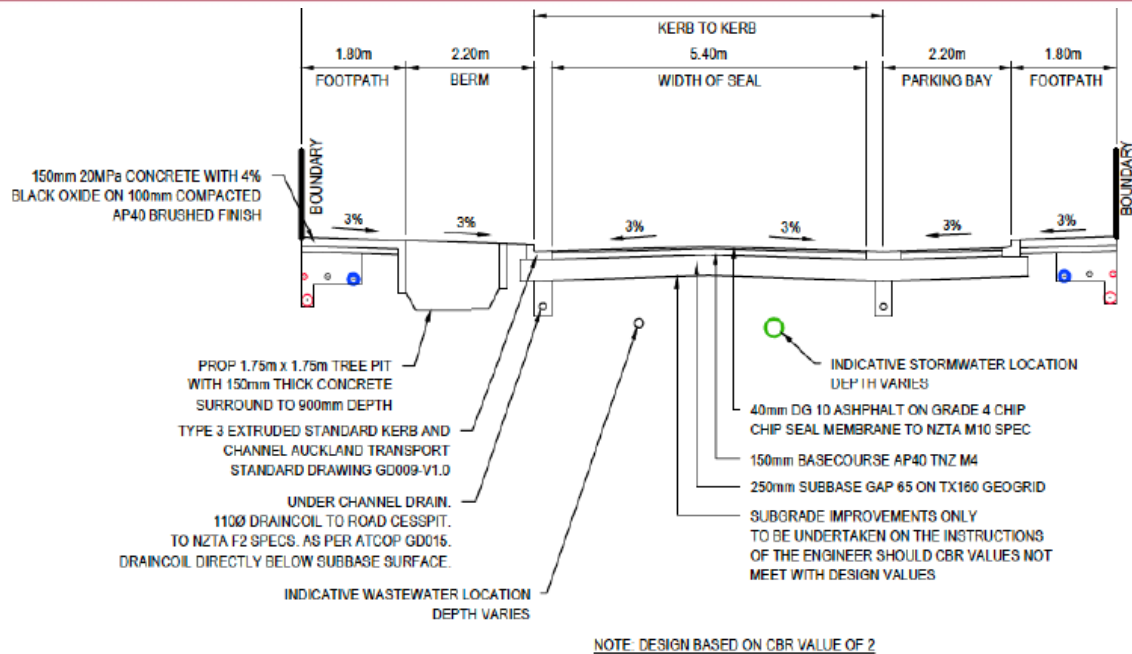 KERB TO KERB
1.80m
2.20m
5.40m
2.20m
1.80m
FOOTPATH
BERM
WIDTH OF SEAL
PARKING BAY
FOOTPATH
BOUNDARY
BOUNDARY
150mm 20MPa CONCRETE WITH 4%
BLACK OXIDE ON 100mm COMPACTED
AP40 BRUSHED FINISH
3%
3%
3%
3%
3%
3%
PROP 1.75m x 1.75m TREE PIT
WITH 150mm THICK CONCRETE
SURROUND TO 900mm DEPTH
TYPE 3 EXTRUDED STANDARD KERB AND
CHANNEL AUCKLAND TRANSPORT
STANDARD DRAWING GD009-V1.0
UNDER CHANNEL DRAIN.
110Ø DRAINCOIL TO ROAD CESSPIT.
TO NZTA F2 SPECS. AS PER ATCOP GD015.
DRAINCOIL DIRECTLY BELOW SUBBASE SURFACE.
INDICATIVE WASTEWATER LOCATION
DEPTH VARIES
INDICATIVE STORMWATER LOCATION
DEPTH VARIES
40mm DG 10 ASHPHALT ON GRADE 4 CHIP
CHIP SEAL MEMBRANE TO NZTA M10 SPEC
150mm BASECOURSE AP40 TNZ M4
250mm SUBBASE GAP 65 ON TX160 GEOGRID
SUBGRADE IMPROVEMENTS ONLY
TO BE UNDERTAKEN ON THE INSTRUCTIONS
OF THE ENGINEER SHOULD CBR VALUES NOT
MEET WITH DESIGN VALUES
NOTE: DESIGN BASED ON CBR VALUE OF 2